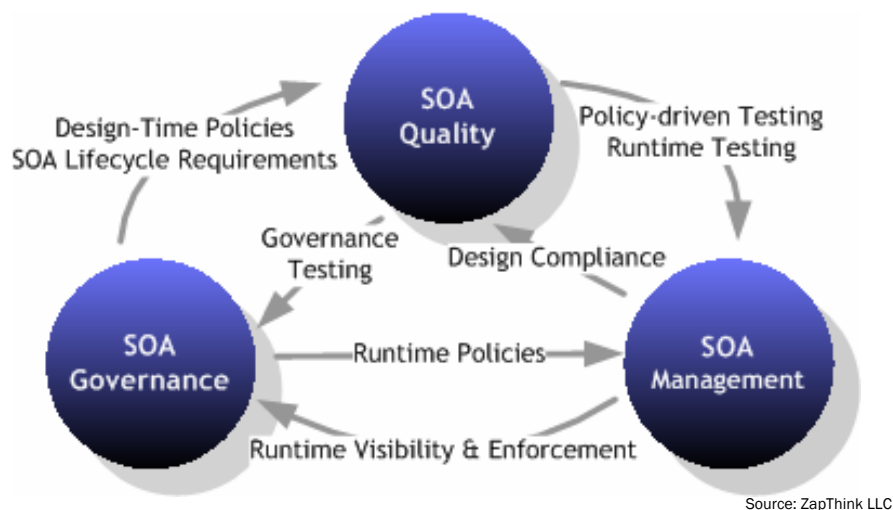 SOA
Quality
Design-Time Policies
SOA Lifecycle Requirements
Policy-driven Testing
Runtime Testing
Governance
Testing
Design Compliance
SOA
Governance
Runtime Policies
SOA
Management
Runtime Visibility & Enforcement
Source: ZapThink LLC